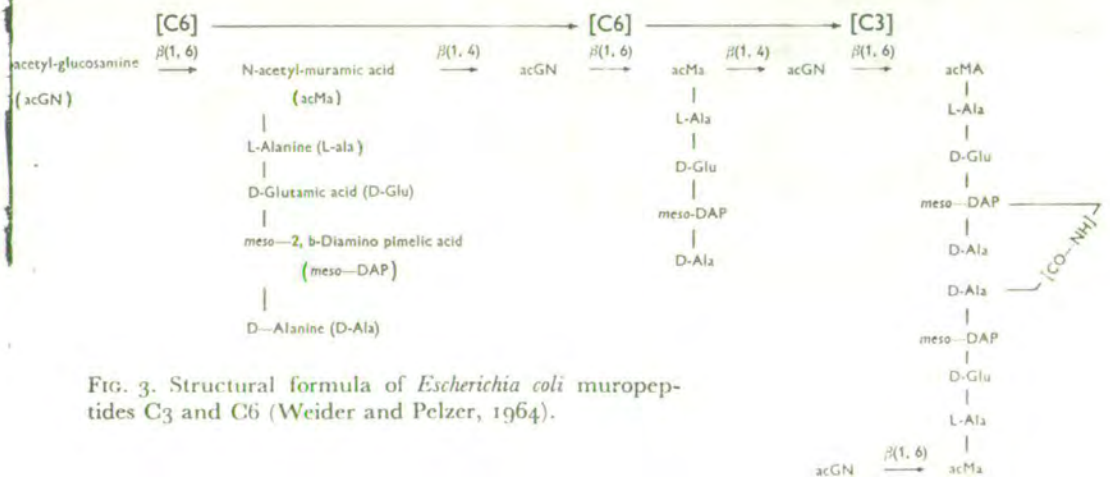 [C6] → [C6] → [C3]
β(1, 6) β(1, 4) β(1, 6) β(1, 4) β(1, 6)
acetyl-glucosamine → N-acetyl-muramic acid → acGN → acMa → acGN → acMA
(acGN) (acMa)
L-Ala L-Ala
L-Alanine (L-ala)
D-Glu D-Glu
D-Glutamic acid (D-Glu)
meso-DAP meso—DAP
meso—2, b-Diamino pimelic acid
(meso—DAP)
D-Ala D-Ala
[CO—NH]
D-Ala
D—Alanine (D-Ala)
meso—DAP
D-Glu
L-Ala
β(1, 6)
acGN → acMa
FIG. 3. Structural formula of Escherichia coli muropep-
tides C3 and C6 (Weider and Pelzer, 1964).